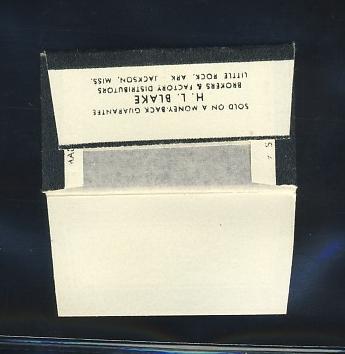 SOLD ON A MONEY-BACK GUARANTEE
H. L. BLAKE
BROKERS & FACTORY DISTRIBUTORS
LITTLE ROCK, ARK. JACKSON, MISS.